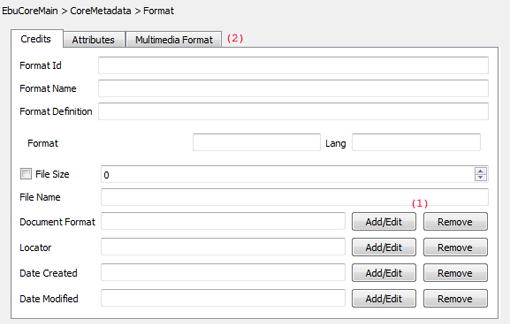 EbuCoreMain > CoreMetadata > Format
Credits Attributes Multimedia Format (2)
Format Id
Format Name
Format Definition
Format Lang
File Size 0
File Name
(1)
Document Format Add/Edit Remove
Locator Add/Edit Remove
Date Created Add/Edit Remove
Date Modified Add/Edit Remove